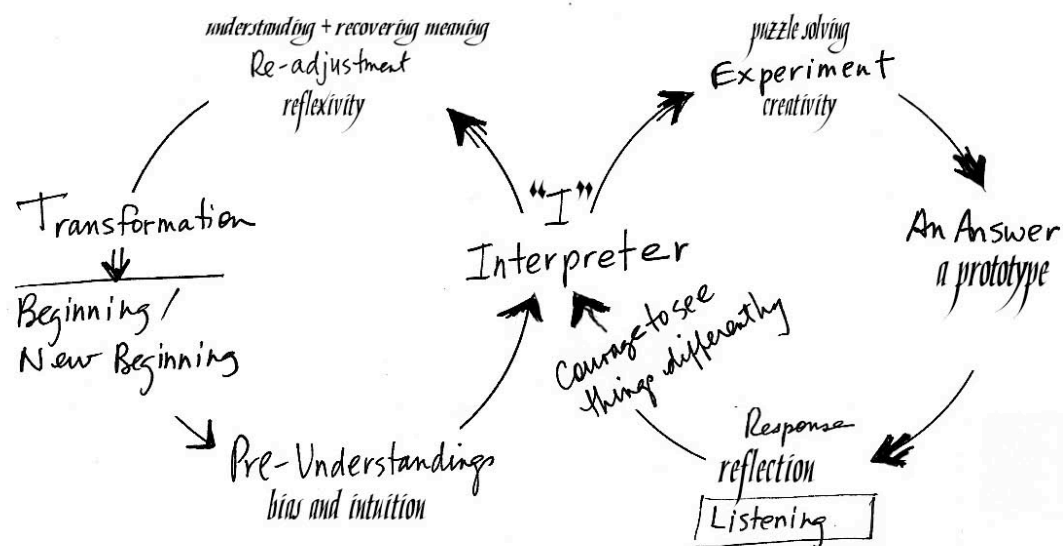 understanding + recovering meaning
Re-adjustment
reflexivity
puzzle solving
Experiment
creativity
"I"
Interpreter
Transformation
Beginning /
New Beginning
An Answer
a prototype
Courage to see
things differently
Pre-Understandings
bias and intuition
Response
reflection
Listening